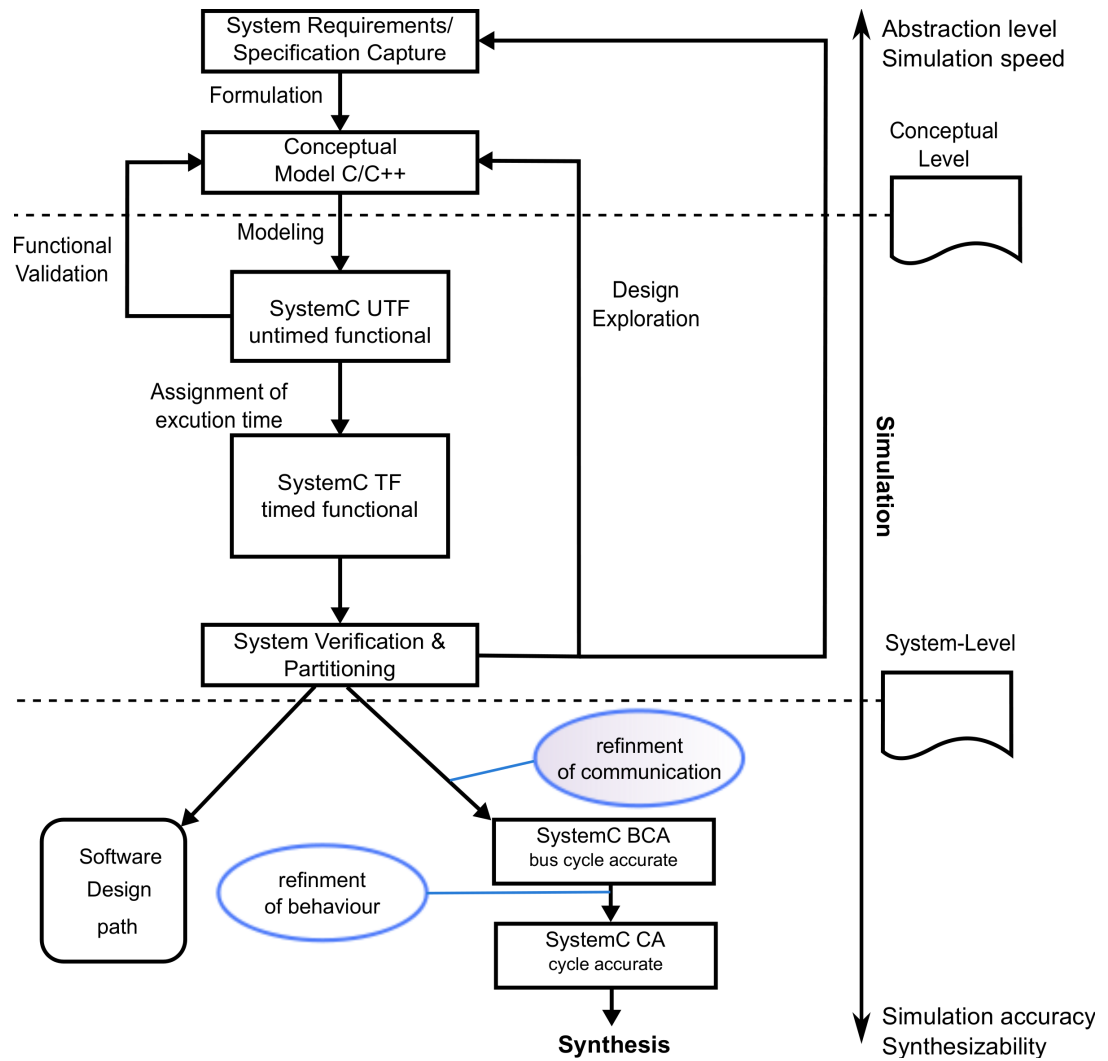 System Requirements/
Specification Capture
Abstraction level
Simulation speed
Formulation
Conceptual
Level
Conceptual
Model C/C++
Modeling
Functional
Validation
SystemC UTF
untimed functional
Design
Exploration
Assignment of
excution time
Simulation
SystemC TF
timed functional
System Verification &
Partitioning
System-Level
refinment
of communication
SystemC BCA
bus cycle accurate
Software
Design
path
refinment
of behaviour
SystemC CA
cycle accurate
Simulation accuracy
Synthesizability
Synthesis